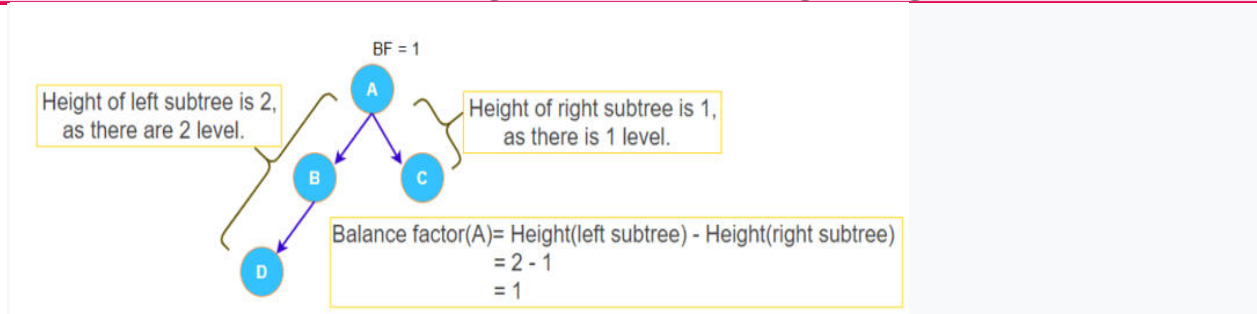 BF = 1
A
Height of left subtree is 2,
as there are 2 level.
Height of right subtree is 1,
as there is 1 level.
B
C
Balance factor(A)= Height(left subtree) - Height(right subtree)
= 2 - 1
= 1
D